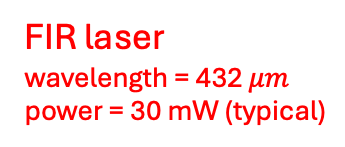 FIR laser
wavelength = 432 μm
power = 30 mW (typical)